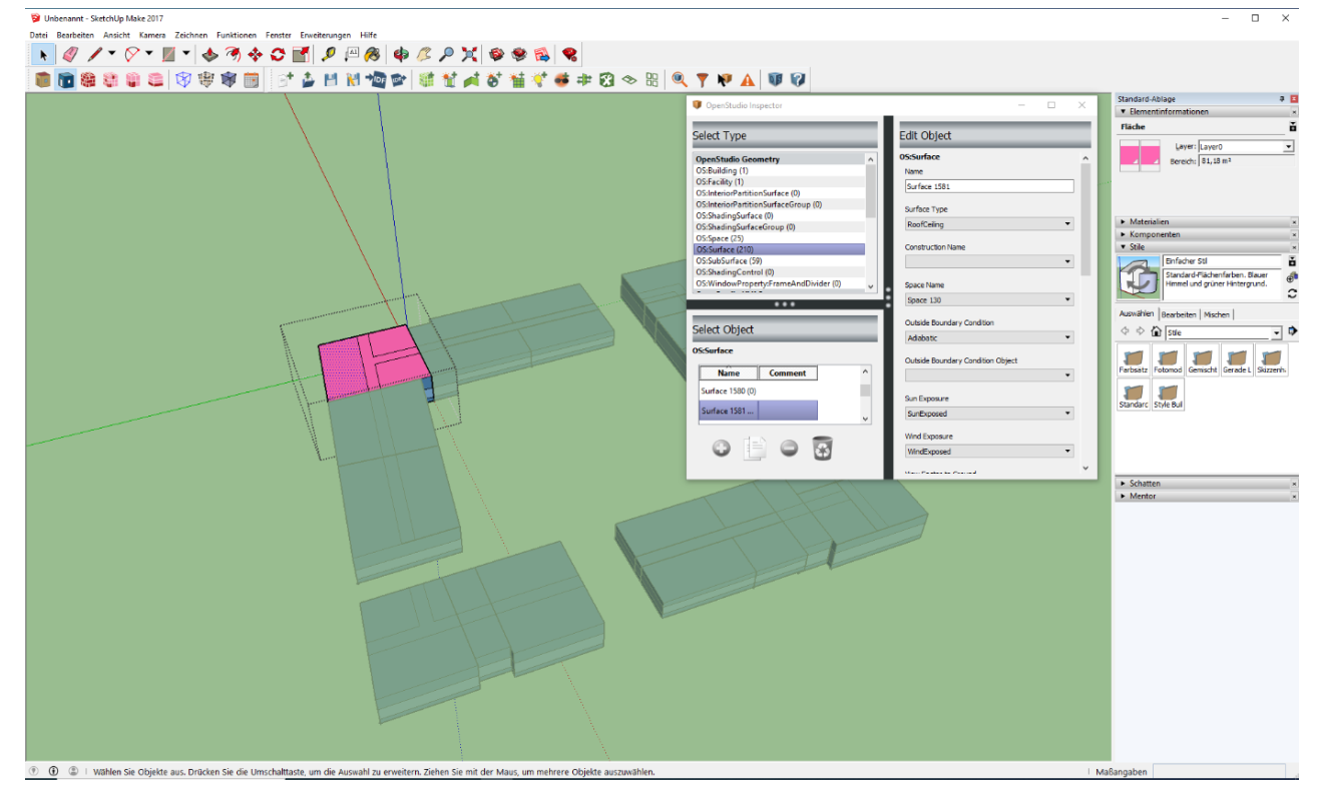 Unbenannt - SketchUp Make 2017
Datei Bearbeiten Ansicht Kamera Zeichnen Funktionen Fenster Erweiterungen Hilfe
OpenStudio Inspector
Select Type
OpenStudio Geometry
OS:Building (1)
OS:Facility (1)
OS:InteriorPartitionSurface (0)
OS:InteriorPartitionSurfaceGroup (0)
OS:ShadingSurface (0)
OS:ShadingSurfaceGroup (0)
OS:Space (25)
OS:Surface (210)
OS:SubSurface (59)
OS:ShadingControl (0)
OS:WindowProperty:FrameAndDivider (0)
Select Object
OS:Surface
Name Comment
Surface 1580 (0)
Surface 1581 ...
Edit Object
OS:Surface
Name
Surface 1581
Surface Type
RoofCeiling
Construction Name
Space Name
Space 130
Outside Boundary Condition
Adiabatic
Outside Boundary Condition Object
Sun Exposure
SunExposed
Wind Exposure
WindExposed
View Factor to Ground
Standard-Ablage
Elementinformationen
Fläche
Layer: Layer0
Bereich: 81,18 m²
Materialien
Komponenten
Stile
Einfacher Stil
Standard-Flächenfarben. Blauer
Himmel und grüner Hintergrund.
Auswählen Bearbeiten Mischen
Stile
Farbsatz Fotomod Gemischt Gerade L Skizzenh.
Standarc Style Buil
Schatten
Mentor
Wählen Sie Objekte aus. Drücken Sie die Umschalttaste, um die Auswahl zu erweitern. Ziehen Sie mit der Maus, um mehrere Objekte auszuwählen.
Maßangaben